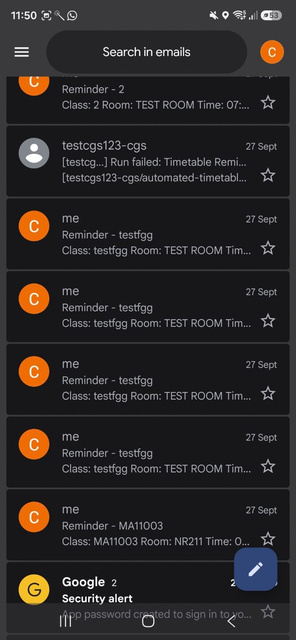 11:50
53
Search in emails
C
C
Reminder - 2
Class: 2 Room: TEST ROOM Time: 07:...
testcgs123-cgs
27 Sept
[testcg...] Run failed: Timetable Remi...
[testcgs123-cgs/automated-timetabl...
C
me
27 Sept
Reminder - testfgg
Class: testfgg Room: TEST ROOM Tim...
C
me
27 Sept
Reminder - testfgg
Class: testfgg Room: TEST ROOM Tim...
C
me
27 Sept
Reminder - testfgg
Class: testfgg Room: TEST ROOM Tim...
C
me
27 Sept
Reminder - testfgg
Class: testfgg Room: TEST ROOM Tim...
C
me
27 Sept
Reminder - MA11003
Class: MA11003 Room: NR211 Time: 0...
G
Google 2
Security alert
App password created to sign in to yo...